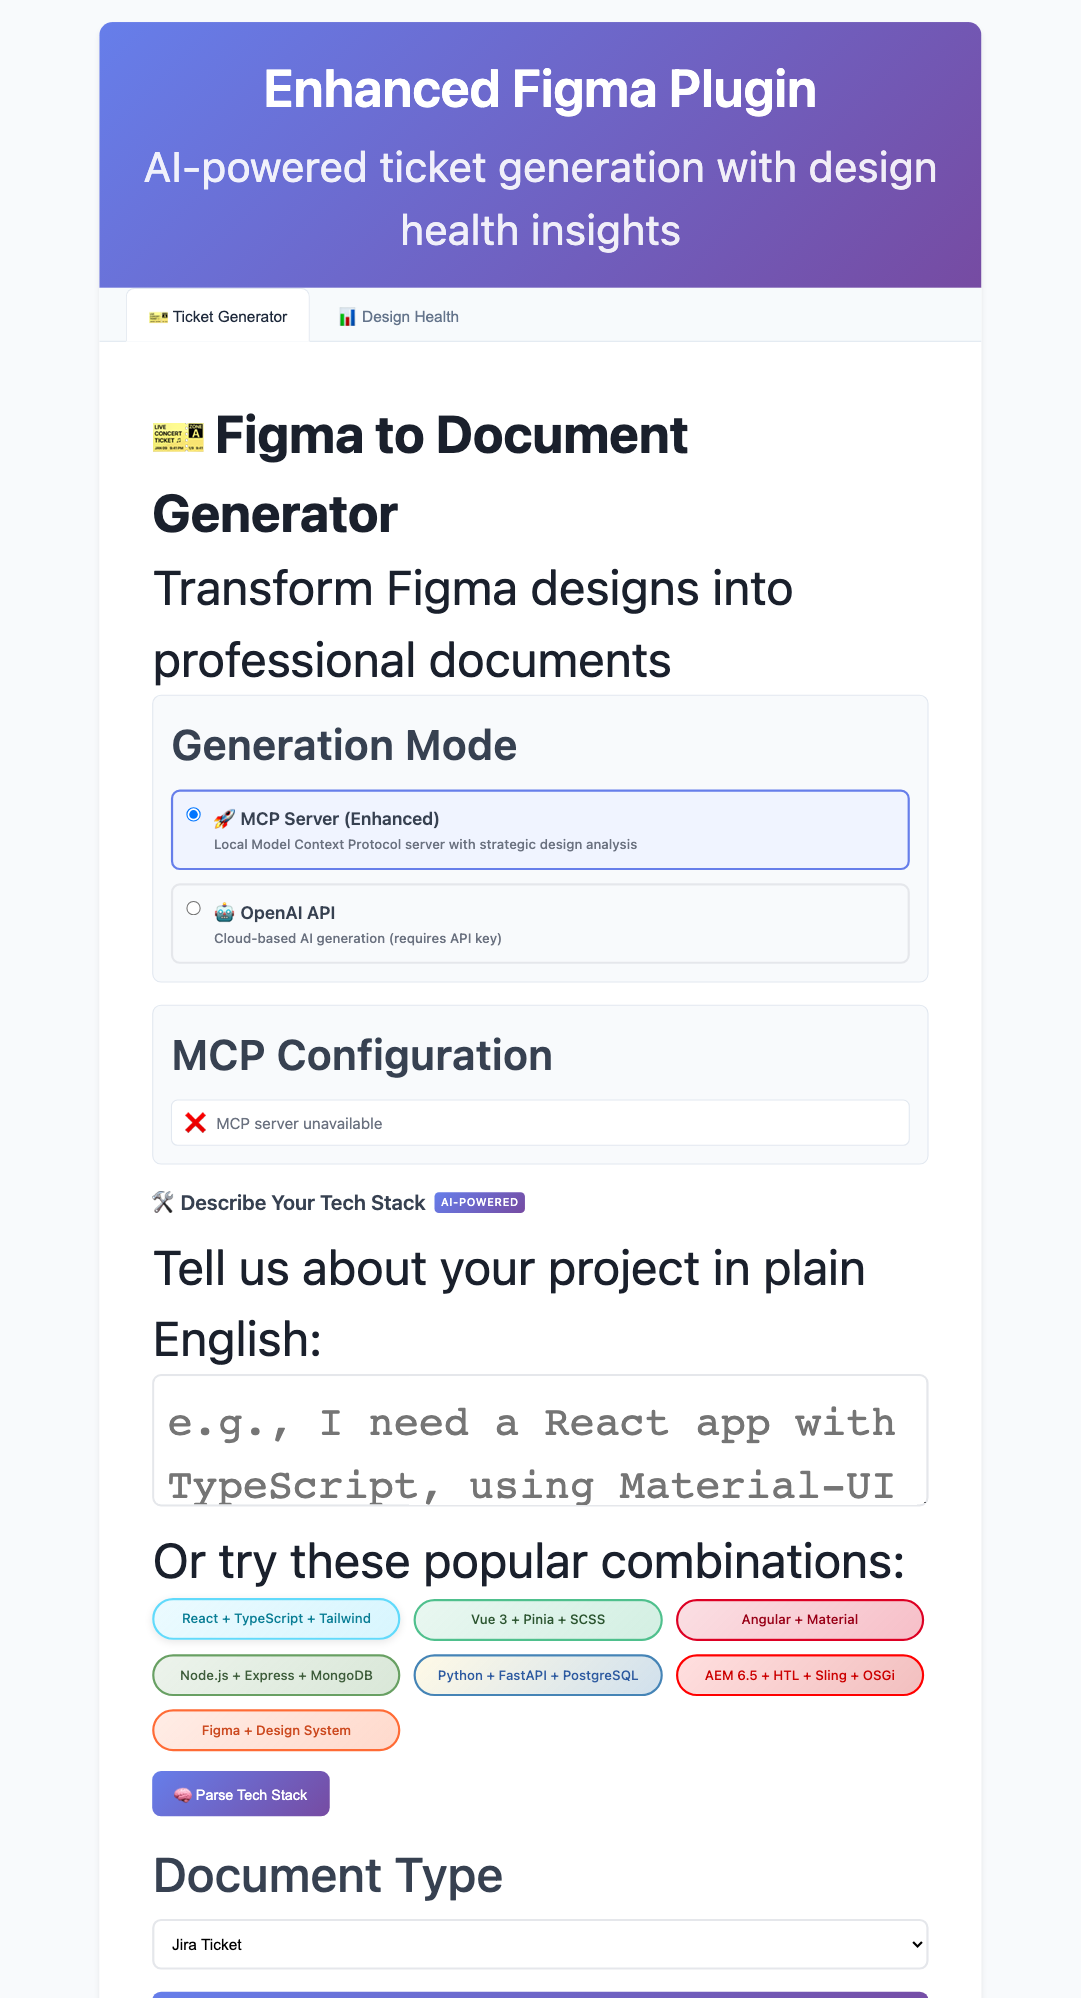 Enhanced Figma Plugin
AI-powered ticket generation with design
health insights
Ticket Generator
Design Health
Figma to Document
Generator
Transform Figma designs into
professional documents
Generation Mode
MCP Server (Enhanced)
Local Model Context Protocol server with strategic design analysis
OpenAI API
Cloud-based AI generation (requires API key)
MCP Configuration
MCP server unavailable
Describe Your Tech Stack AI-POWERED
Tell us about your project in plain
English:
e.g., I need a React app with
TypeScript, using Material-UI
Or try these popular combinations:
React + TypeScript + Tailwind
Vue 3 + Pinia + SCSS
Angular + Material
Node.js + Express + MongoDB
Python + FastAPI + PostgreSQL
AEM 6.5 + HTL + Sling + OSGi
Figma + Design System
Parse Tech Stack
Document Type
Jira Ticket